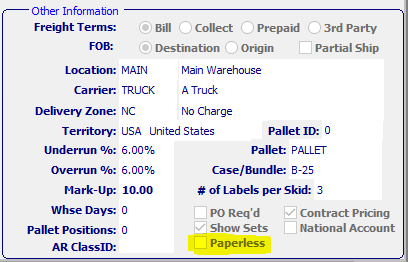 Other Information
Freight Terms: Bill Collect Prepaid 3rd Party
FOB: Destination Origin Partial Ship
Location: MAIN Main Warehouse
Carrier: TRUCK A Truck
Delivery Zone: NC No Charge
Territory: USA United States Pallet ID: 0
Underrun %: 6.00% Pallet: PALLET
Overrun %: 6.00% Case/Bundle: B-25
Mark-Up: 10.00 # of Labels per Skid: 3
Whse Days: 0 PO Req'd Contract Pricing
Pallet Positions: 0 Show Sets National Account
AR ClassID: Paperless